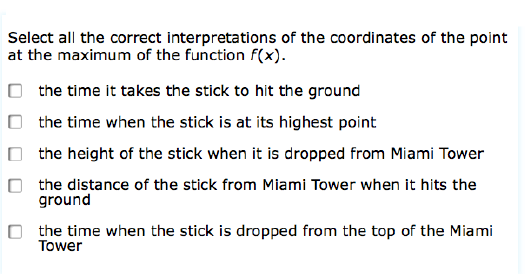 Select all the correct interpretations of the coordinates of the point
at the maximum of the function f(x).
the time it takes the stick to hit the ground
the time when the stick is at its highest point
the height of the stick when it is dropped from Miami Tower
the distance of the stick from Miami Tower when it hits the
ground
the time when the stick is dropped from the top of the Miami
Tower